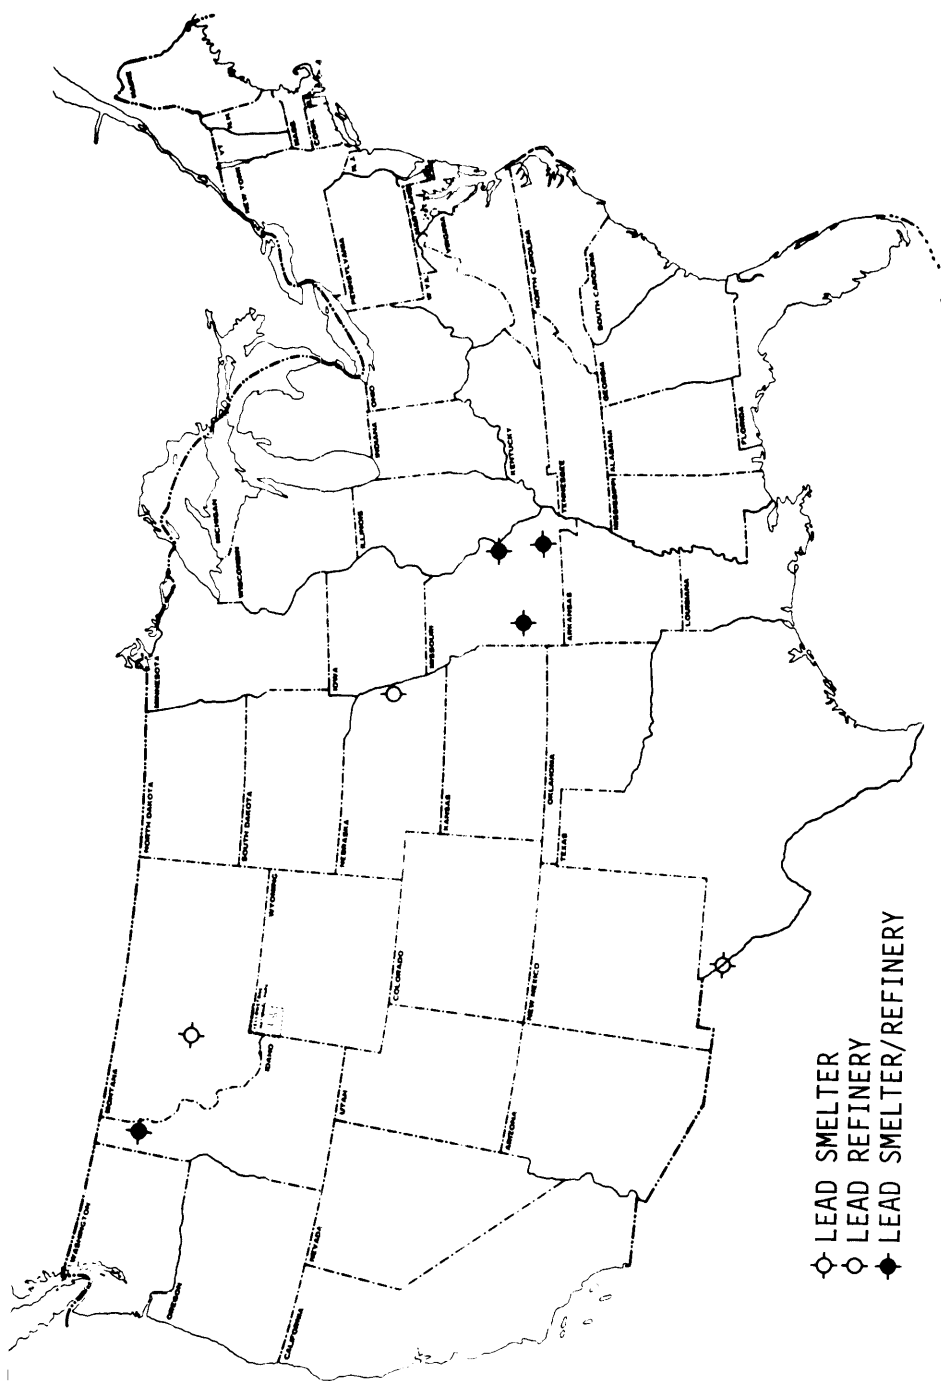 WASHINGTON
MONTANA
NORTH DAKOTA
MINNESOTA
OREGON
IDAHO
WYOMING
SOUTH DAKOTA
WISCONSIN
MICHIGAN
NEW YORK
MASS
CONN
CALIFORNIA
NEVADA
UTAH
COLORADO
NEBRASKA
IOWA
ILLINOIS
INDIANA
OHIO
PENNSYLVANIA
KANSAS
MISSOURI
KENTUCKY
VIRGINIA
ARIZONA
NEW MEXICO
TEXAS
OKLAHOMA
ARKANSAS
TENNESSEE
NORTH CAROLINA
LOUISIANA
MISSISSIPPI
ALABAMA
GEORGIA
SOUTH CAROLINA
FLORIDA
LEAD SMELTER
LEAD REFINERY
LEAD SMELTER/REFINERY